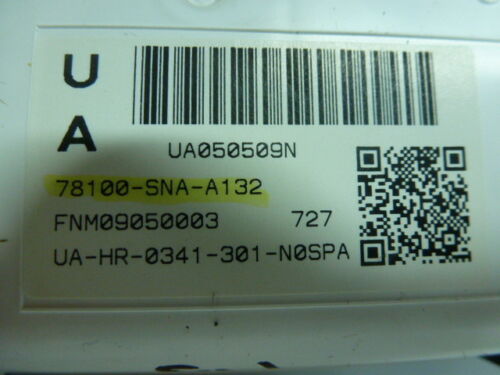 U
A
UA050509N
78100-SNA-A132
FNM09050003 727
UA-HR-0341-301-N0SPA